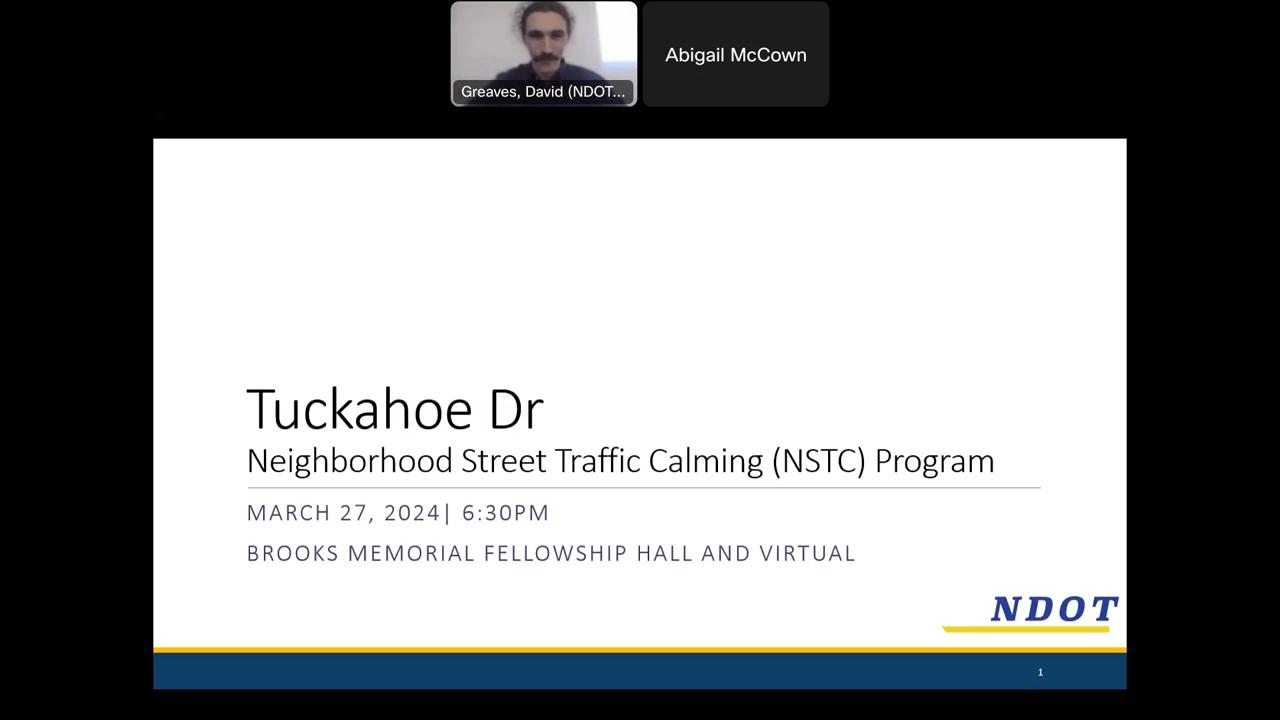 Greaves, David (NDOT...
Abigail McCown
Tuckahoe Dr
Neighborhood Street Traffic Calming (NSTC) Program
MARCH 27, 2024| 6:30PM
BROOKS MEMORIAL FELLOWSHIP HALL AND VIRTUAL
NDOT
1